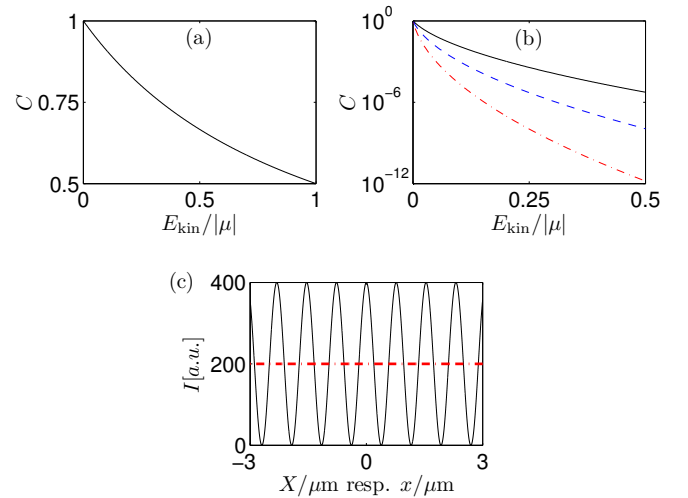 (a)
1
0.75
0.5
C
0
0.5
1
E_kin/|μ|
(b)
10^0
10^−6
10^−12
C
0
0.25
0.5
E_kin/|μ|
(c)
400
200
0
I[a.u.]
−3
0
3
X/μm resp. x/μm